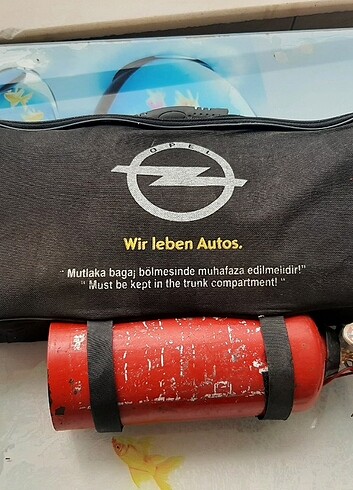 OPEL
Wir leben Autos.
" Mutlaka bagaj bölmesinde muhafaza edilmelidir!"
" Must be kept in the trunk compartment! "